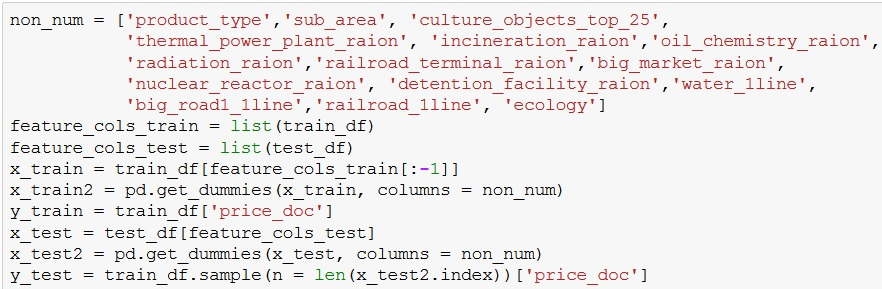 non_num = ['product_type','sub_area', 'culture_objects_top_25',
'thermal_power_plant_raion', 'incineration_raion','oil_chemistry_raion',
'radiation_raion','railroad_terminal_raion','big_market_raion',
'nuclear_reactor_raion', 'detention_facility_raion','water_1line',
'big_road1_1line','railroad_1line', 'ecology']
feature_cols_train = list(train_df)
feature_cols_test = list(test_df)
x_train = train_df[feature_cols_train[:-1]]
x_train2 = pd.get_dummies(x_train, columns = non_num)
y_train = train_df['price_doc']
x_test = test_df[feature_cols_test]
x_test2 = pd.get_dummies(x_test, columns = non_num)
y_test = train_df.sample(n = len(x_test2.index))['price_doc']